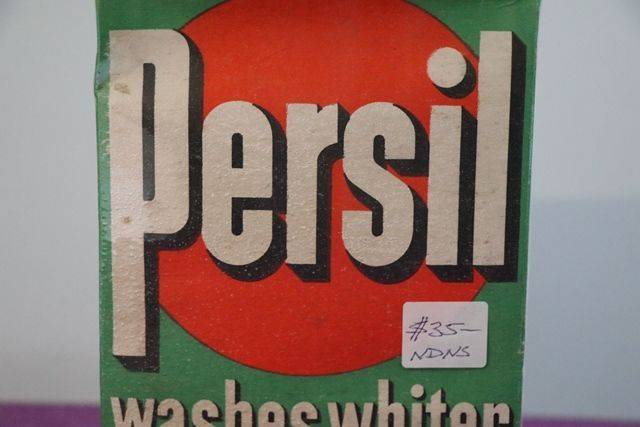 Persil
$35-
NDNS
washes whiter